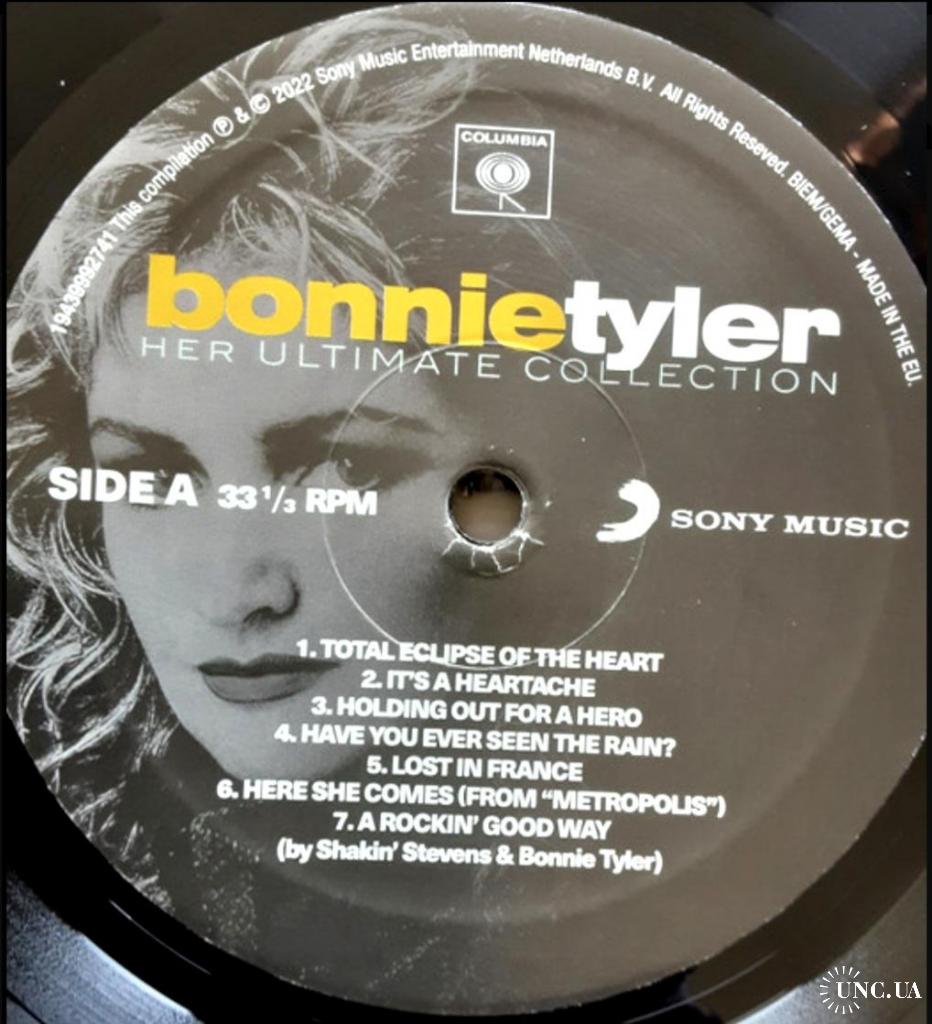 19439992741 This compilation ℗ & © 2022 Sony Music Entertainment Netherlands B.V. All Rights Reseved. BIEM/GEMA - MADE IN THE EU.
COLUMBIA
bonnietyler
HER ULTIMATE COLLECTION
SIDE A 33 1/3 RPM
SONY MUSIC
1. TOTAL ECLIPSE OF THE HEART
2. IT'S A HEARTACHE
3. HOLDING OUT FOR A HERO
4. HAVE YOU EVER SEEN THE RAIN?
5. LOST IN FRANCE
6. HERE SHE COMES (FROM “METROPOLIS”)
7. A ROCKIN' GOOD WAY
(by Shakin' Stevens & Bonnie Tyler)
UNC.UA